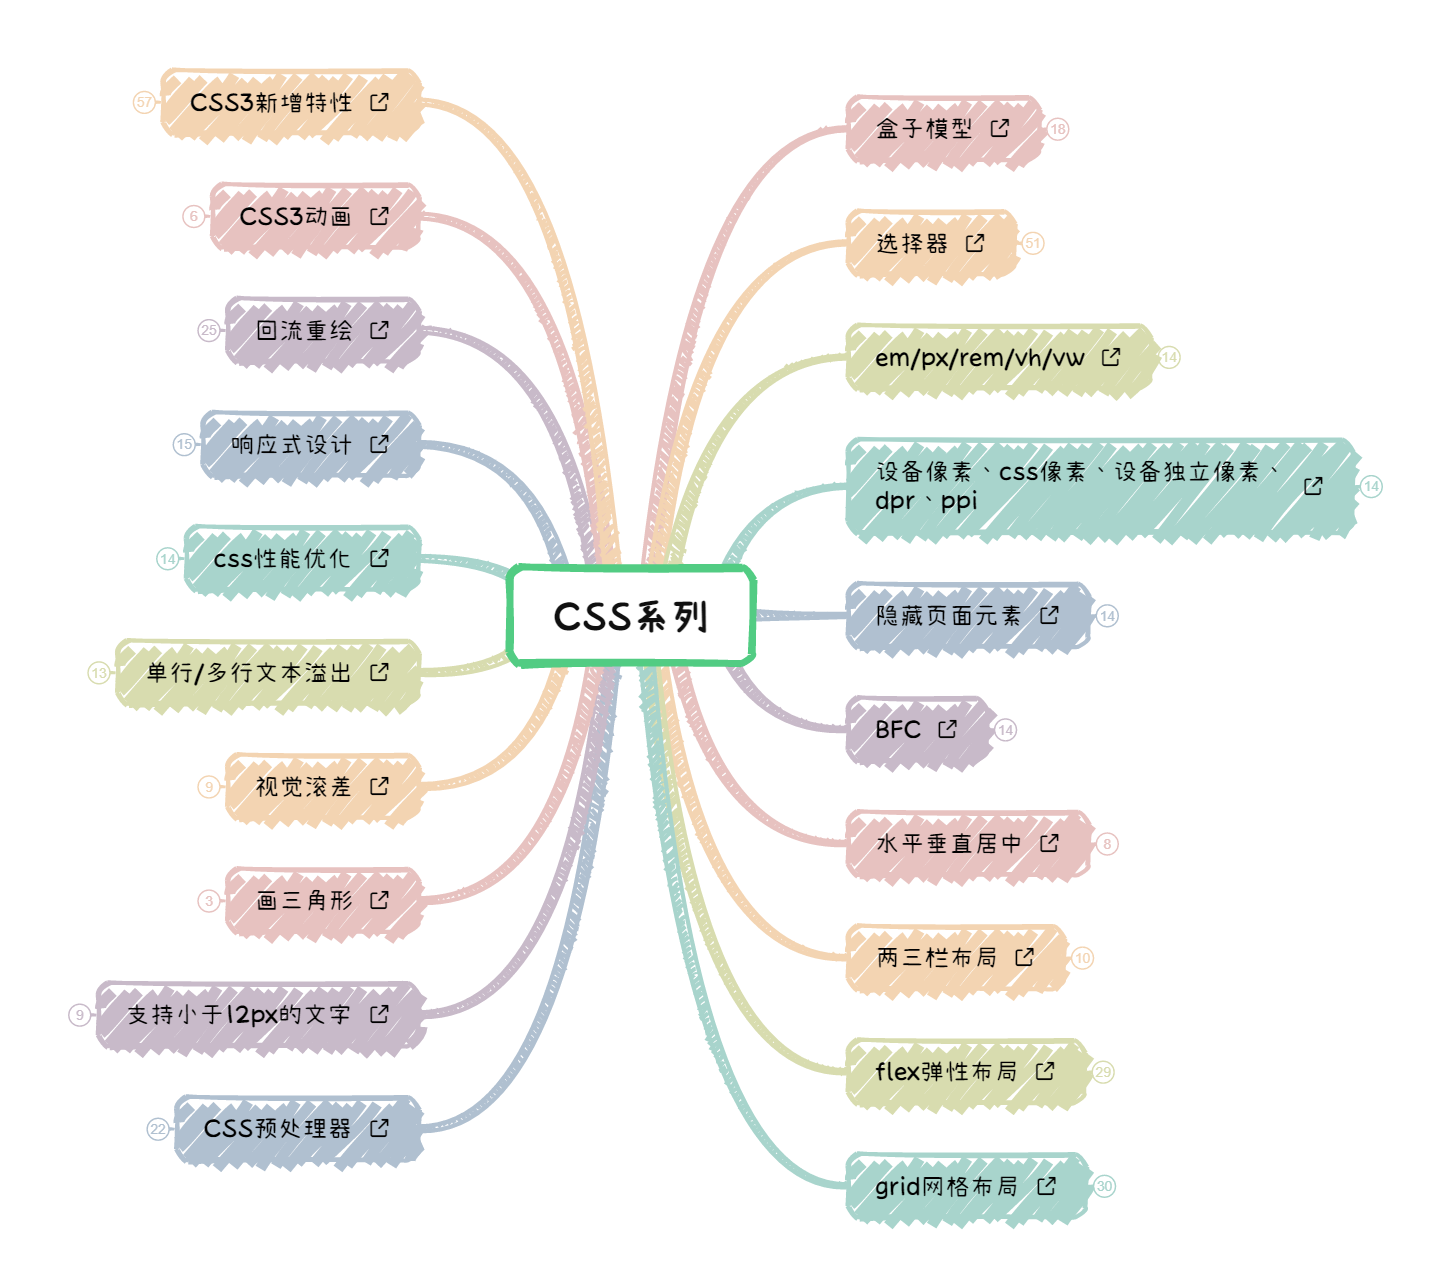 CSS系列
盒子模型
18
选择器
51
em/px/rem/vh/vw
14
设备像素、css像素、设备独立像素、
dpr、ppi
14
隐藏页面元素
14
BFC
14
水平垂直居中
8
两三栏布局
10
flex弹性布局
29
grid网格布局
30
CSS3新增特性
57
CSS3动画
6
回流重绘
25
响应式设计
15
css性能优化
14
单行/多行文本溢出
13
视觉滚差
9
画三角形
3
支持小于12px的文字
9
CSS预处理器
22